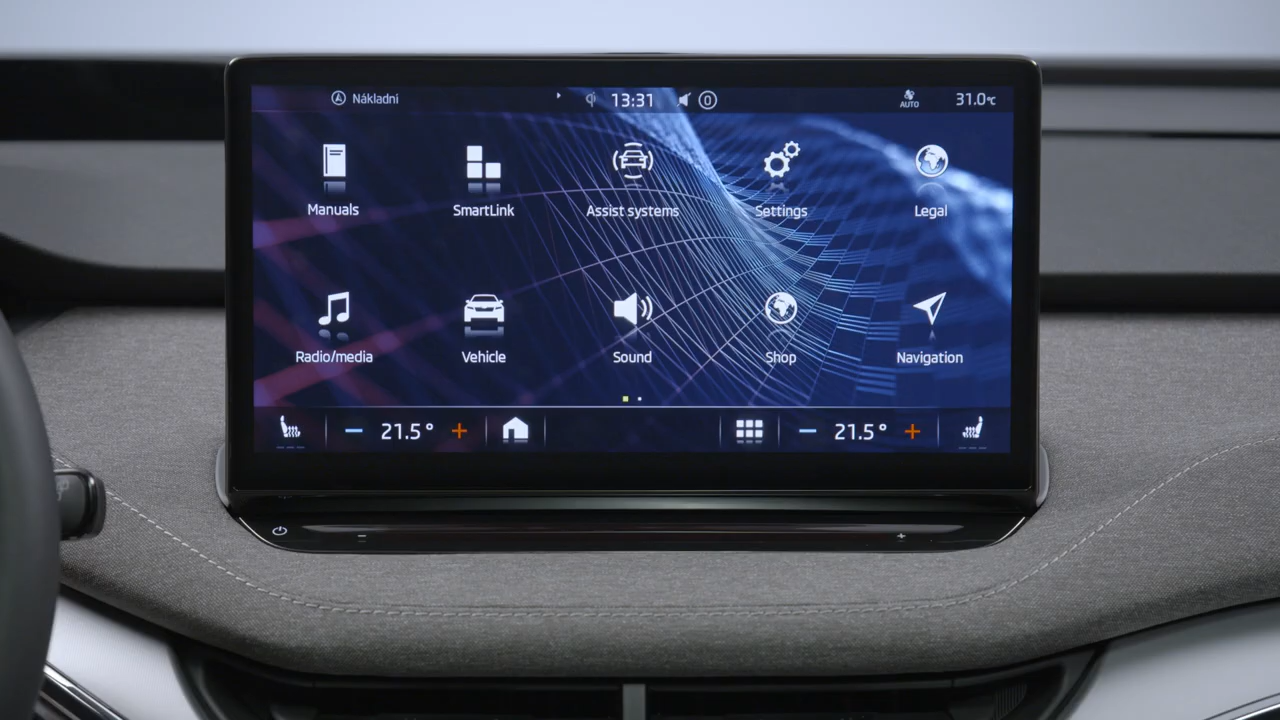 Nákladní 13:31 AUTO 31.0°C
Manuals SmartLink Assist systems Settings Legal
Radio/media Vehicle Sound Shop Navigation
− 21.5° + − 21.5° +
− +